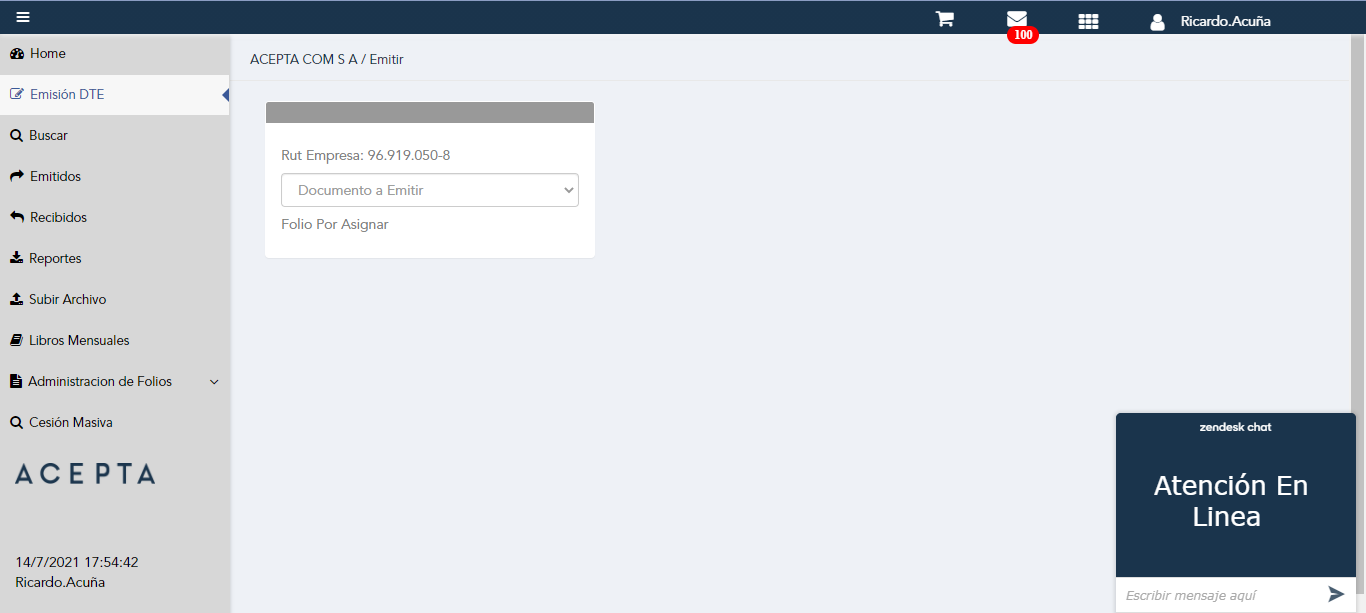 Ricardo.Acuña
100
Home
Emisión DTE
Buscar
Emitidos
Recibidos
Reportes
Subir Archivo
Libros Mensuales
Administracion de Folios
Cesión Masiva
ACEPTA
14/7/2021 17:54:42
Ricardo.Acuña
ACEPTA COM S A / Emitir
Rut Empresa: 96.919.050-8
Documento a Emitir
Folio Por Asignar
zendesk chat
Atención En
Linea
Escribir mensaje aquí